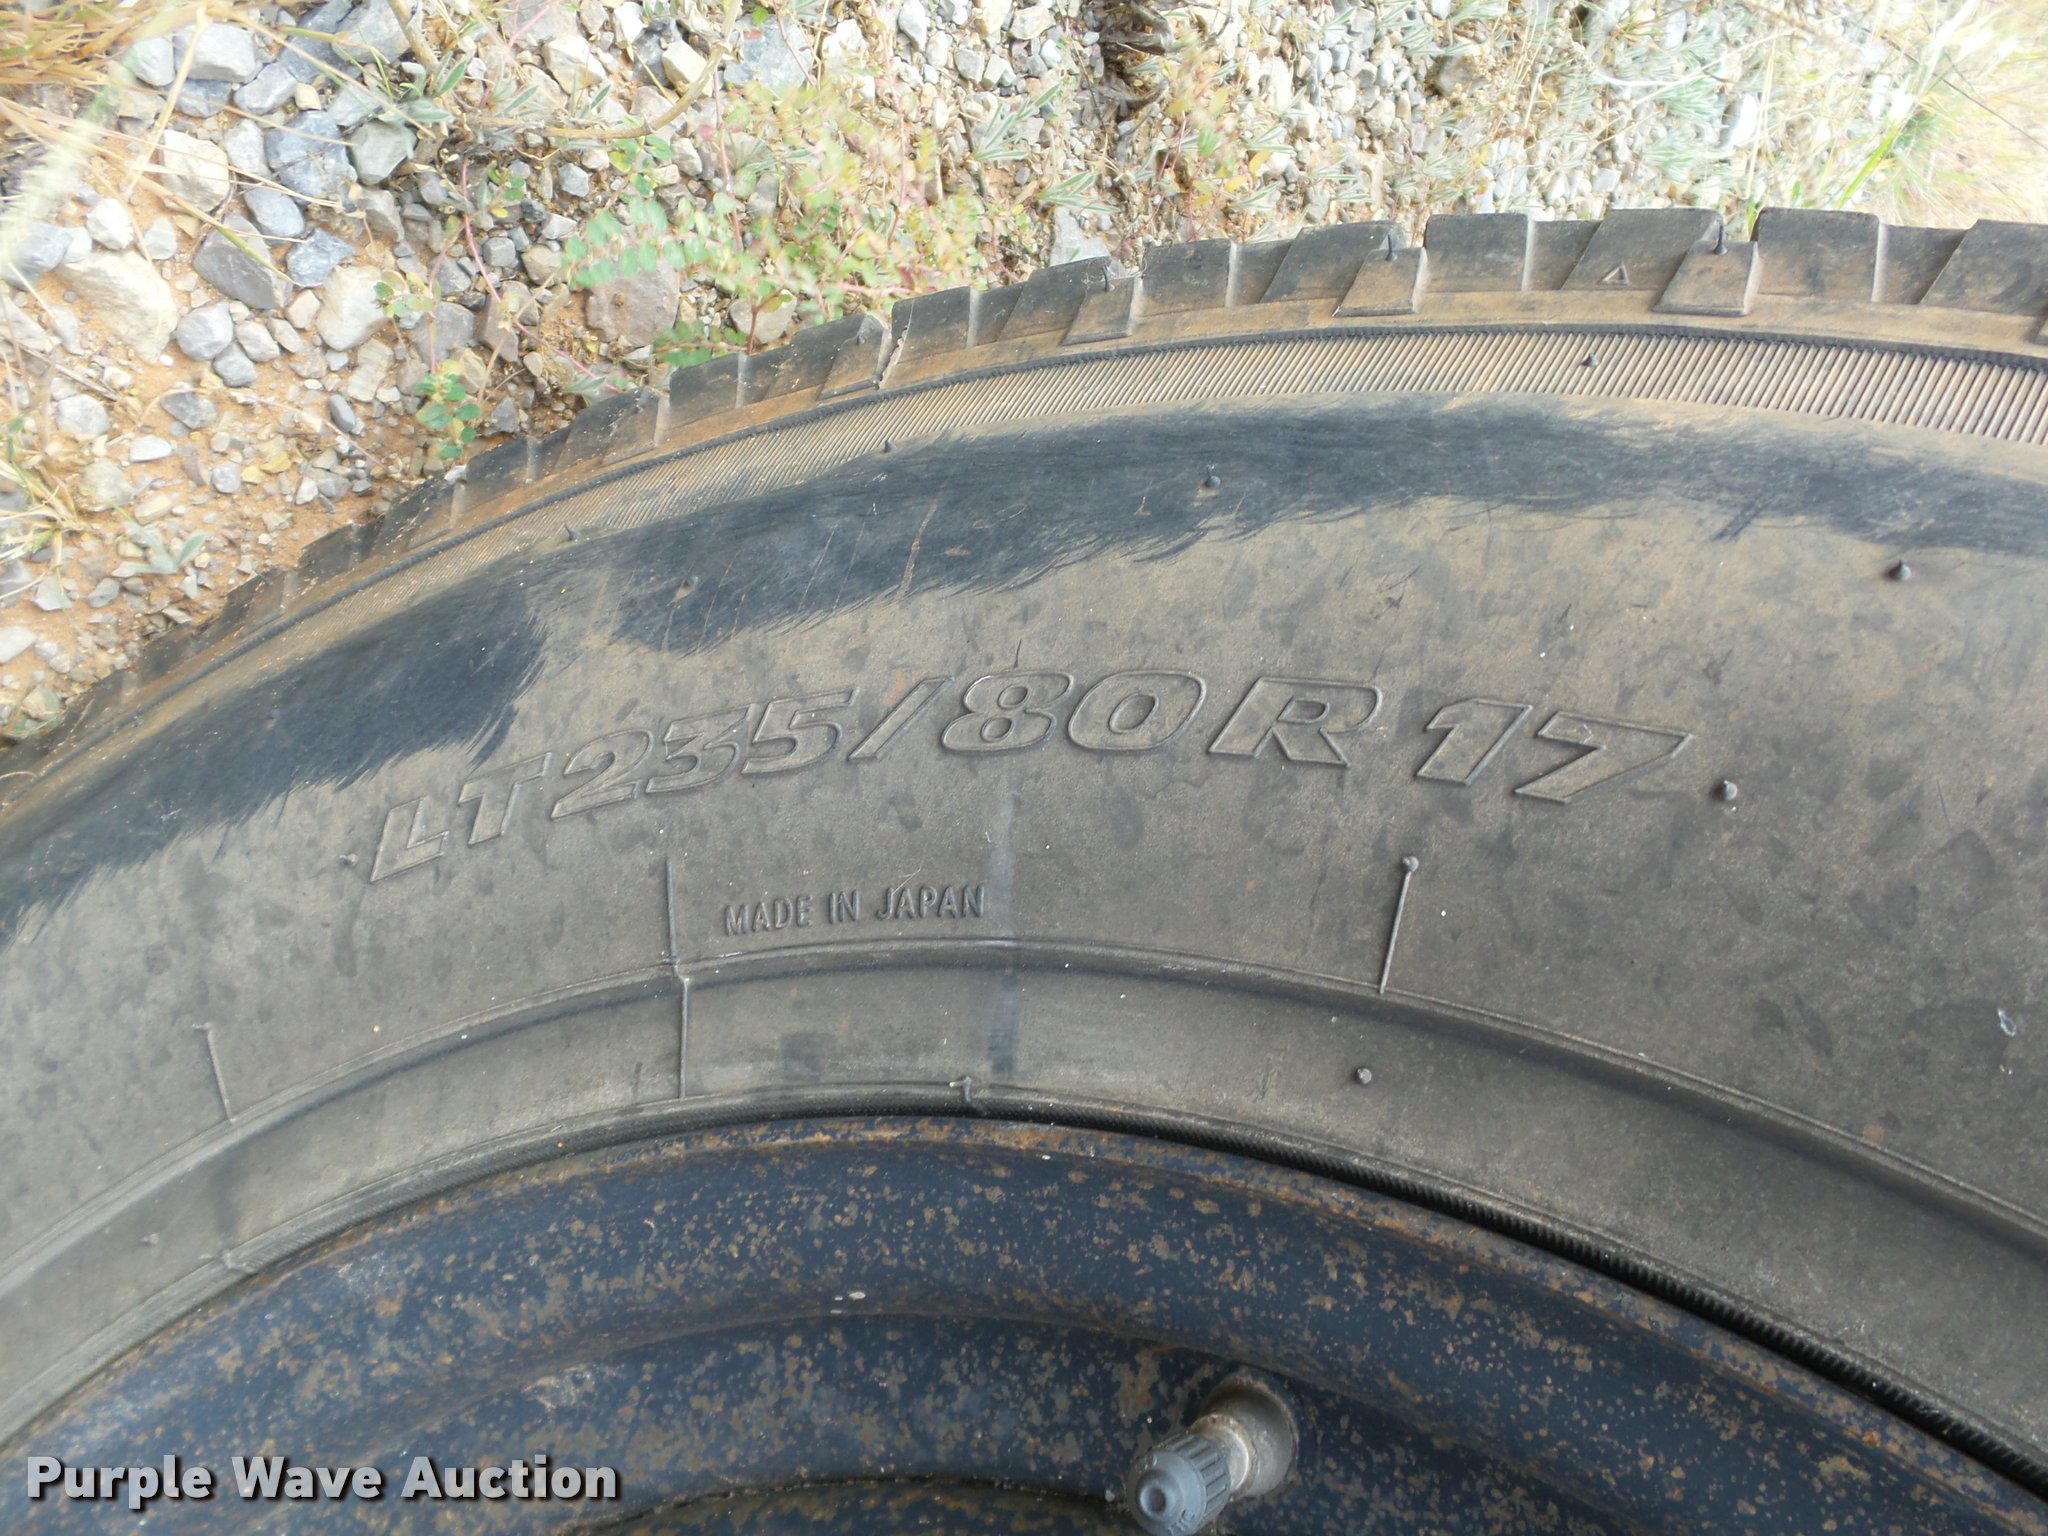 LT235/80R17
MADE IN JAPAN
Purple Wave Auction